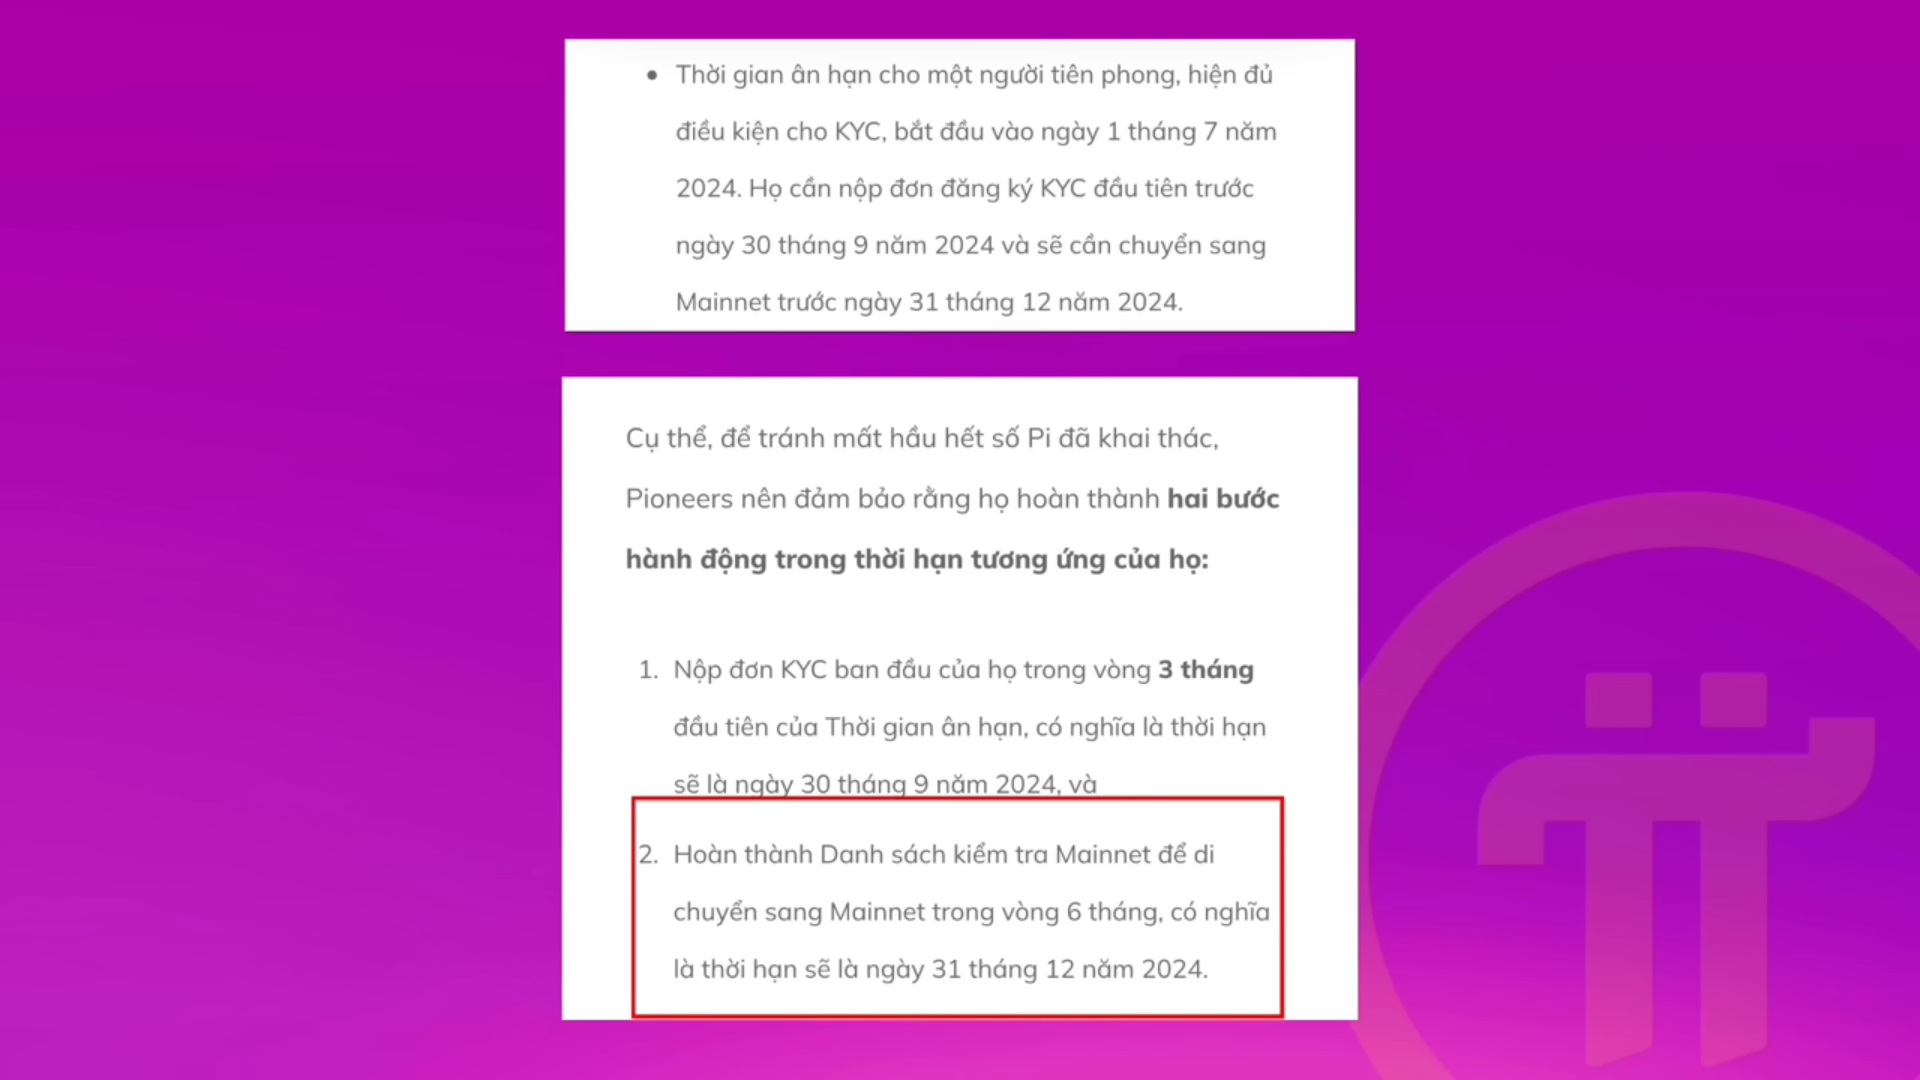 • Thời gian ân hạn cho một người tiên phong, hiện đủ
điều kiện cho KYC, bắt đầu vào ngày 1 tháng 7 năm
2024. Họ cần nộp đơn đăng ký KYC đầu tiên trước
ngày 30 tháng 9 năm 2024 và sẽ cần chuyển sang
Mainnet trước ngày 31 tháng 12 năm 2024.
Cụ thể, để tránh mất hầu hết số Pi đã khai thác,
Pioneers nên đảm bảo rằng họ hoàn thành hai bước
hành động trong thời hạn tương ứng của họ:
1. Nộp đơn KYC ban đầu của họ trong vòng 3 tháng
đầu tiên của Thời gian ân hạn, có nghĩa là thời hạn
sẽ là ngày 30 tháng 9 năm 2024, và
2. Hoàn thành Danh sách kiểm tra Mainnet để di
chuyển sang Mainnet trong vòng 6 tháng, có nghĩa
là thời hạn sẽ là ngày 31 tháng 12 năm 2024.